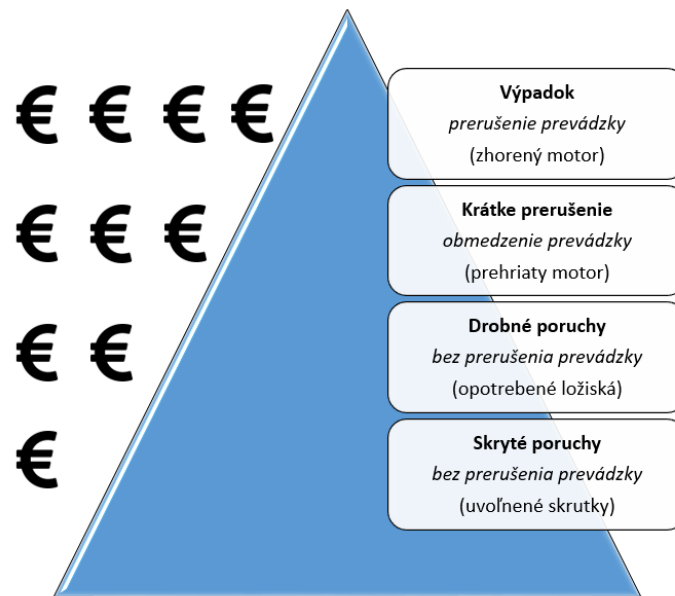 € € € €
Výpadok
prerušenie prevádzky
(zhorený motor)
€ € €
Krátke prerušenie
obmedzenie prevádzky
(prehriaty motor)
€ €
Drobné poruchy
bez prerušenia prevádzky
(opotrebené ložiská)
€
Skryté poruchy
bez prerušenia prevádzky
(uvoľnené skrutky)